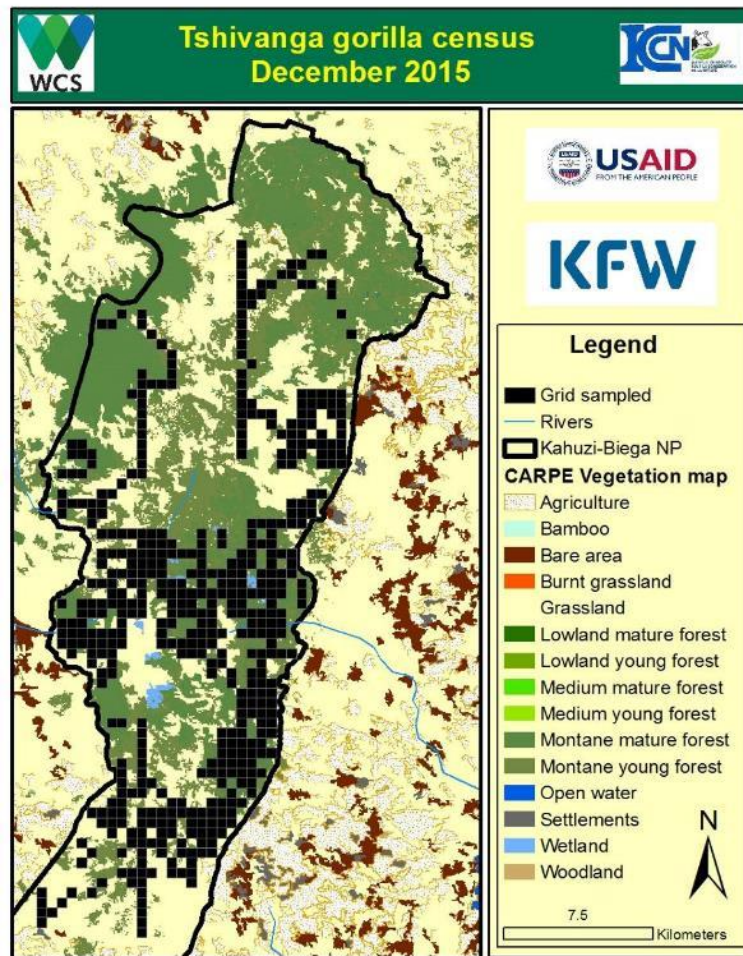 WCS
Tshivanga gorilla census
December 2015
ICCN
USAID
FROM THE AMERICAN PEOPLE
KFW
Legend
Grid sampled
Rivers
Kahuzi-Biega NP
CARPE Vegetation map
Agriculture
Bamboo
Bare area
Burnt grassland
Grassland
Lowland mature forest
Lowland young forest
Medium mature forest
Medium young forest
Montane mature forest
Montane young forest
Open water
Settlements
Wetland
Woodland
N
7.5
Kilometers